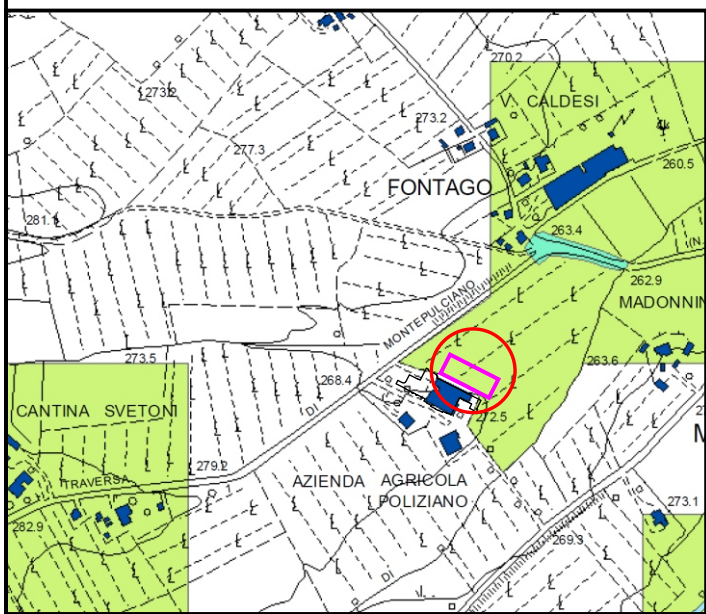 270.2
V. CALDESI
273.2
273.2
277.3
260.5
FONTAGO
281.1
263.4
(N.
262.9
MONTEPULCIANO
MADONNIN
273.5
263.6
268.4
CANTINA SVETONI
DI
272.5
279.2
AZIENDA AGRICOLA
POLIZIANO
TRAVERSA
273.1
282.9
269.3
DI